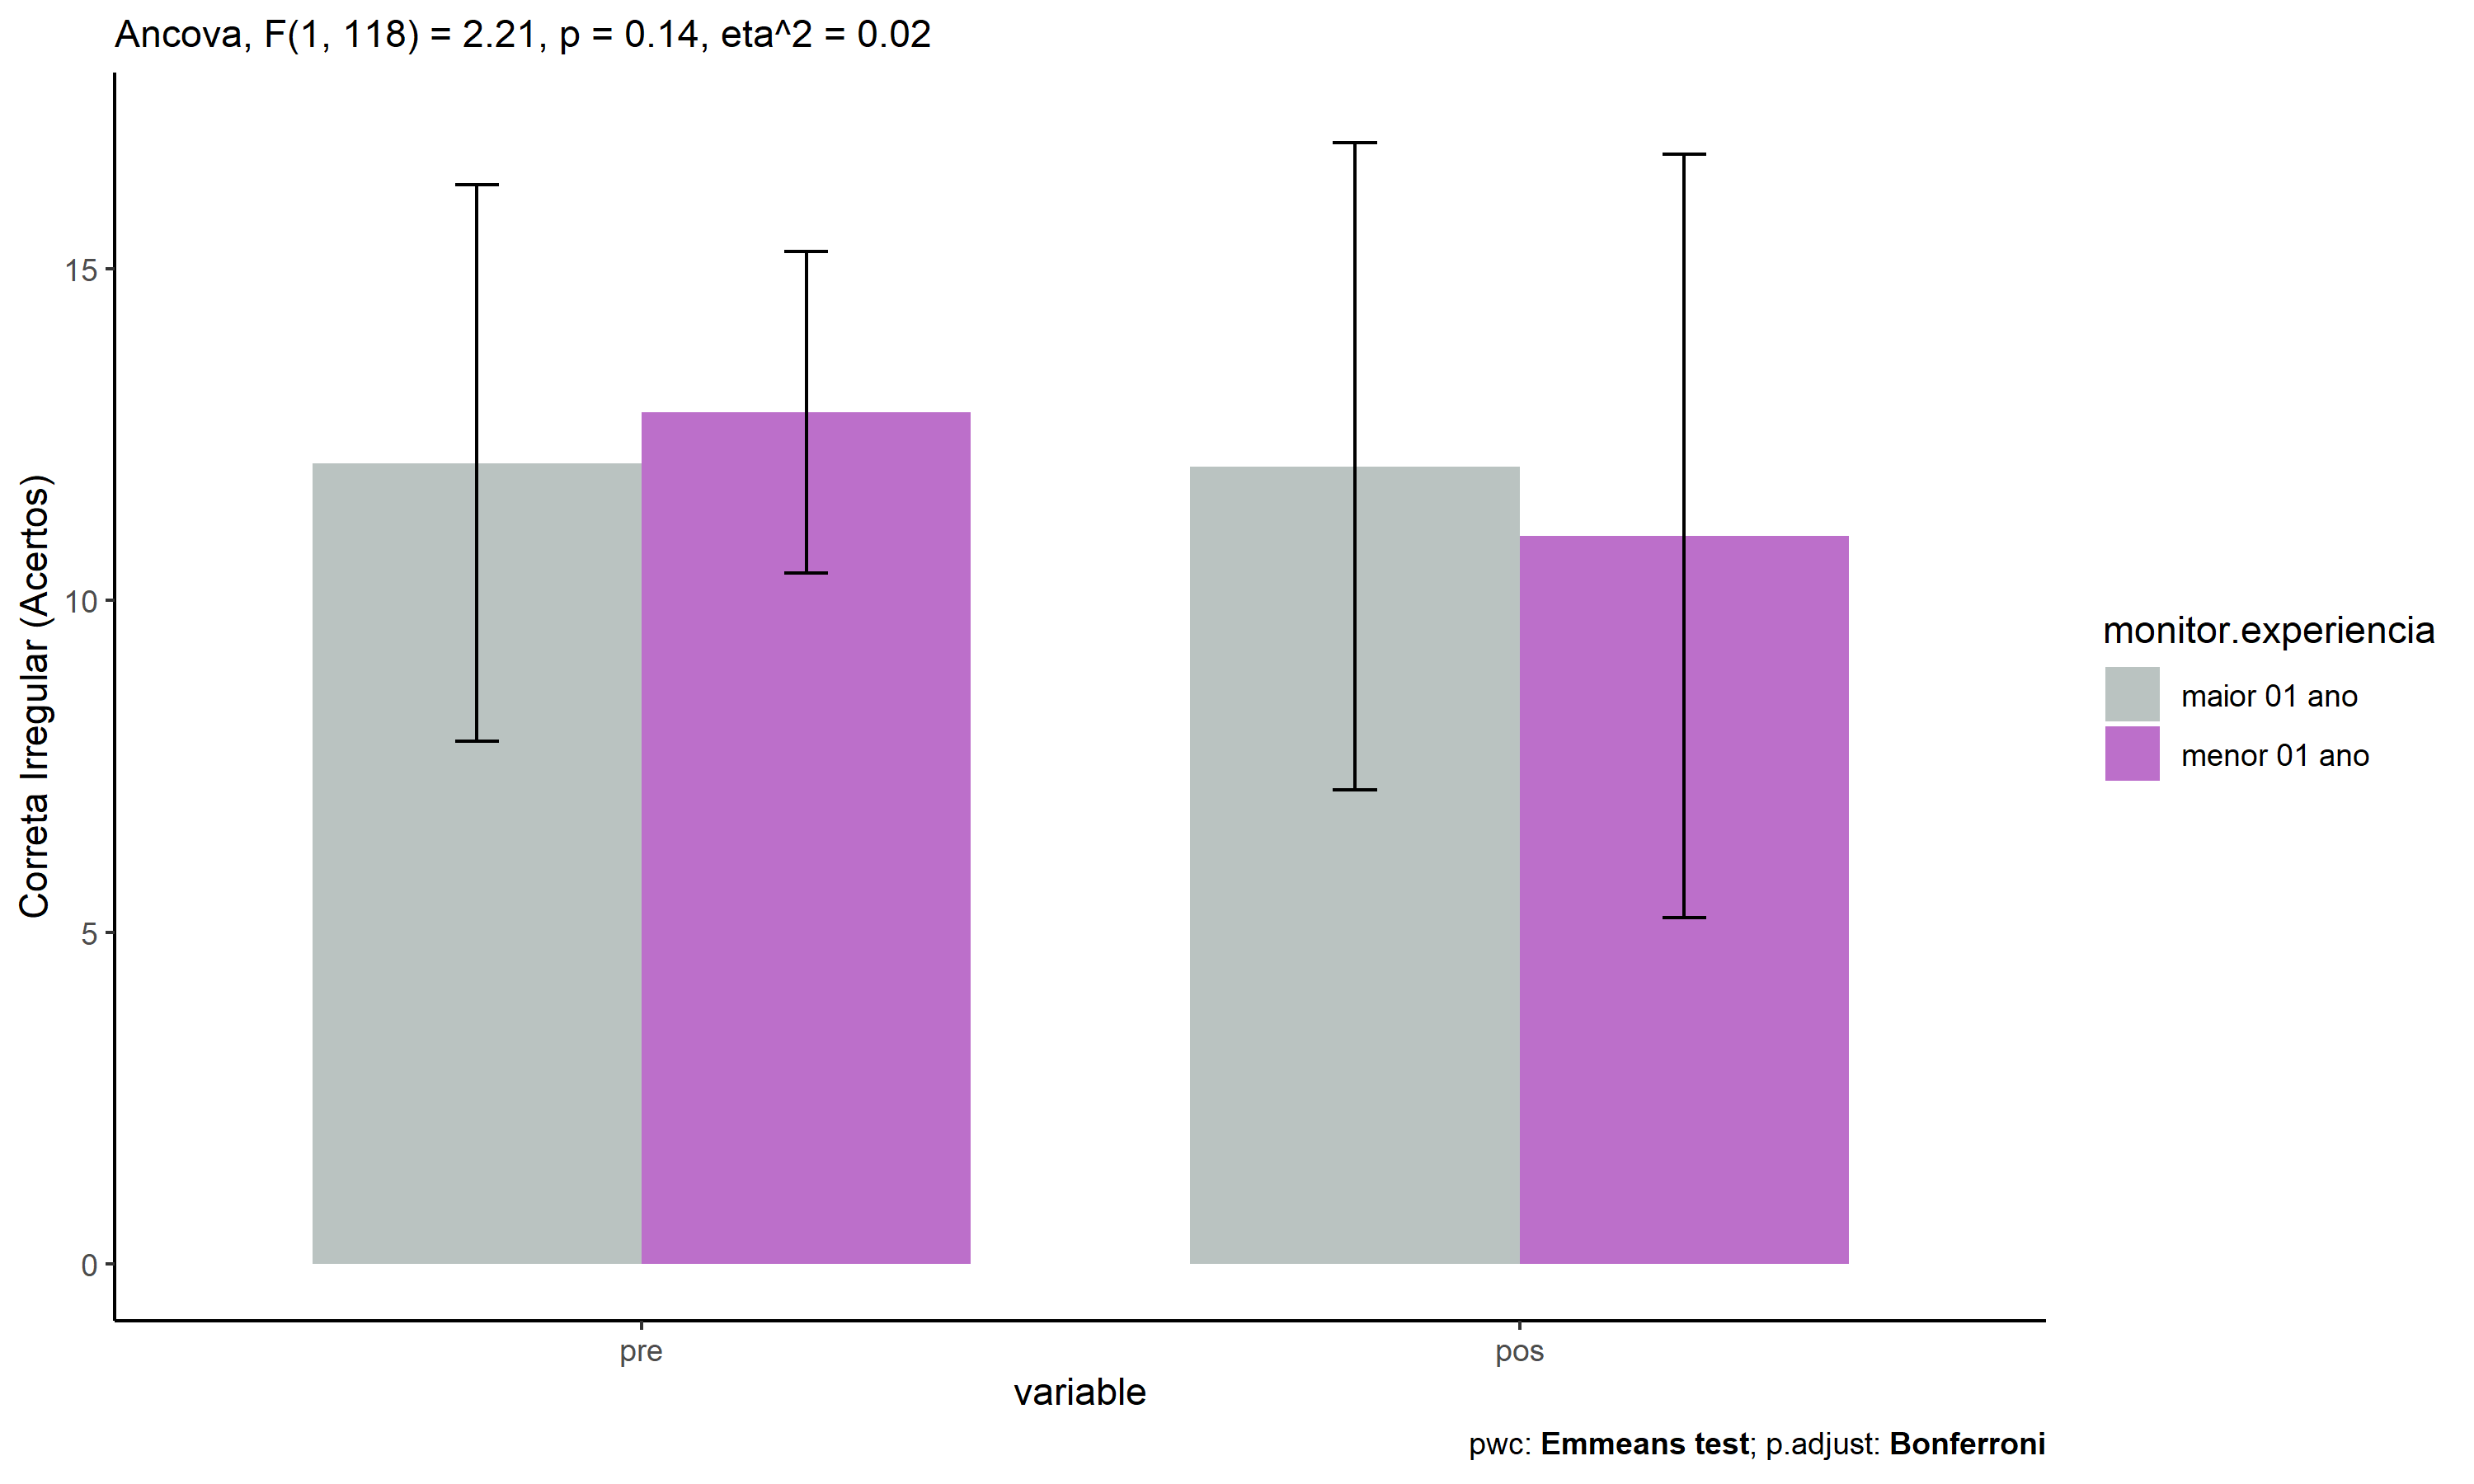 Ancova, F(1, 118) = 2.21, p = 0.14, eta^2 = 0.02
Correta Irregular (Acertos)
15
10
5
0
pre
pos
variable
monitor.experiencia
maior 01 ano
menor 01 ano
pwc: Emmeans test; p.adjust: Bonferroni